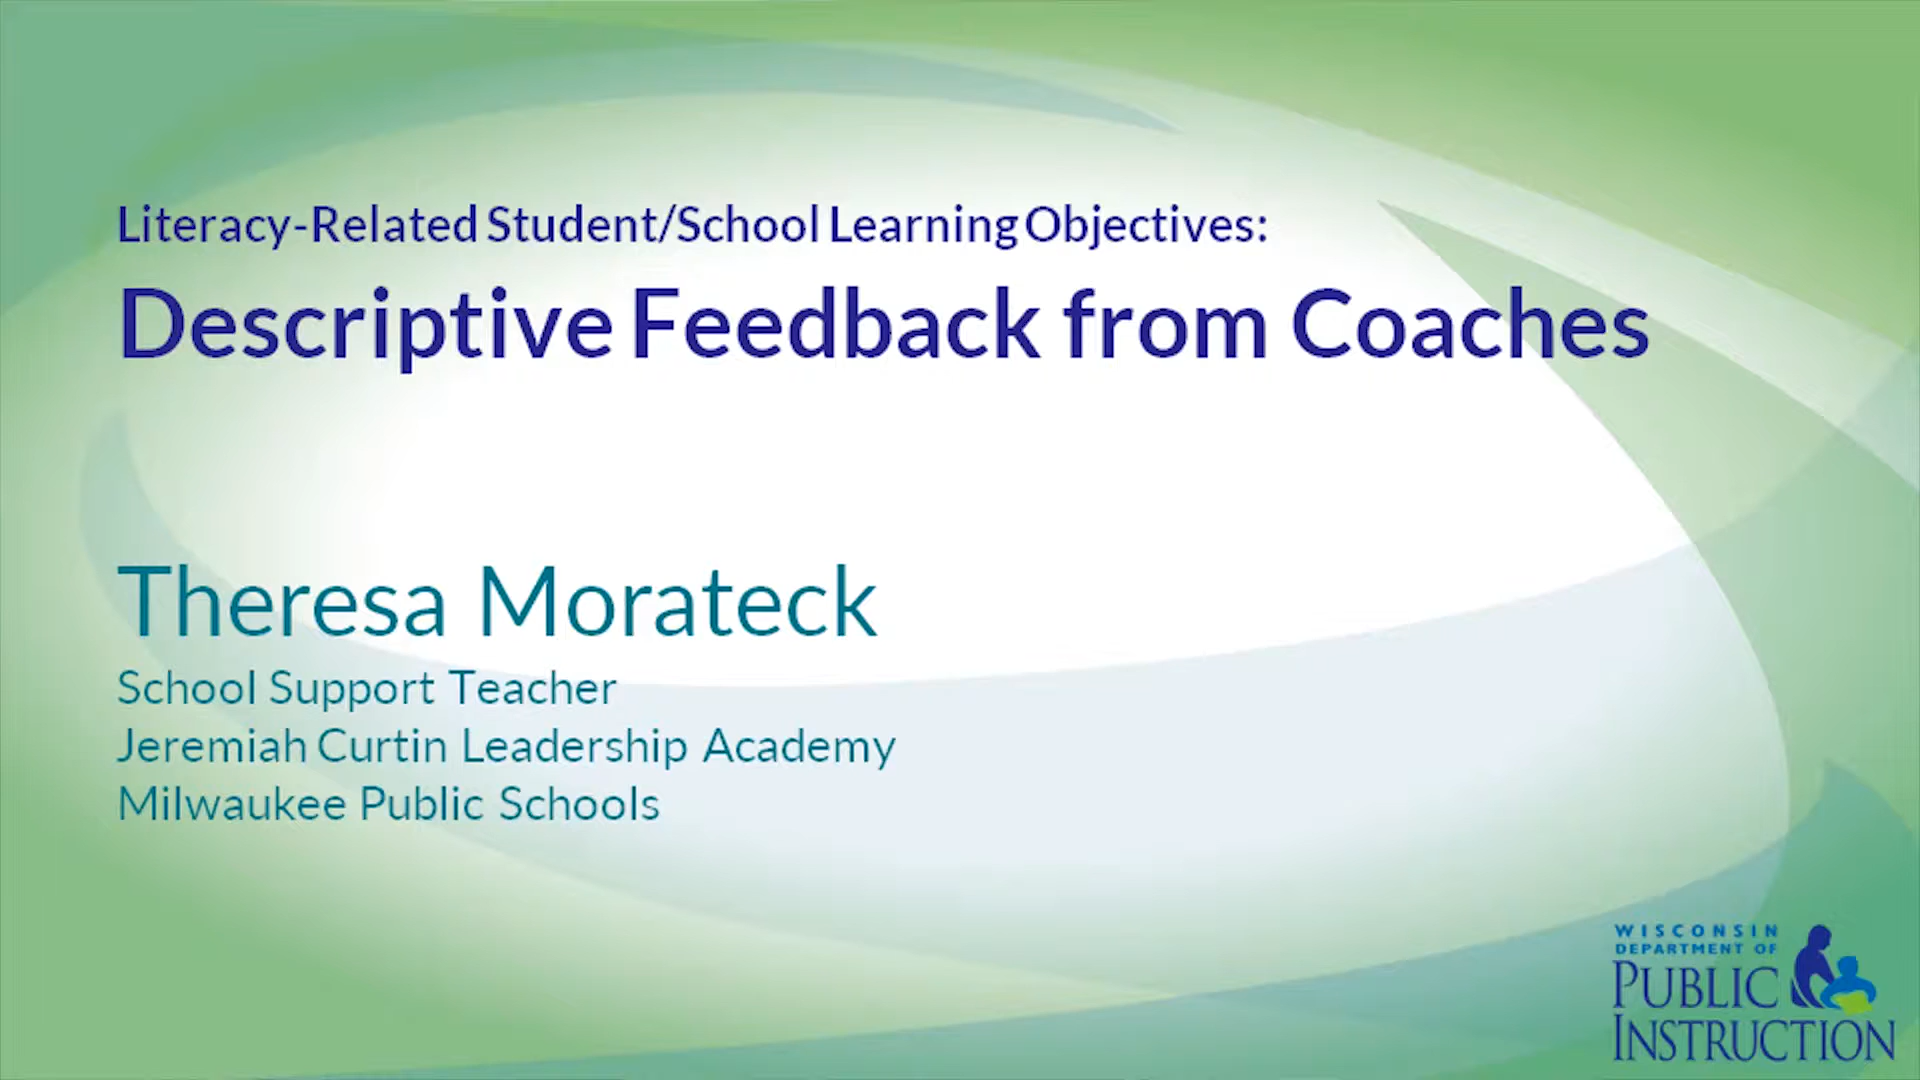 Literacy-Related Student/School Learning Objectives:
Descriptive Feedback from Coaches
Theresa Morateck
School Support Teacher
Jeremiah Curtin Leadership Academy
Milwaukee Public Schools
WISCONSIN
DEPARTMENT OF
PUBLIC
INSTRUCTION